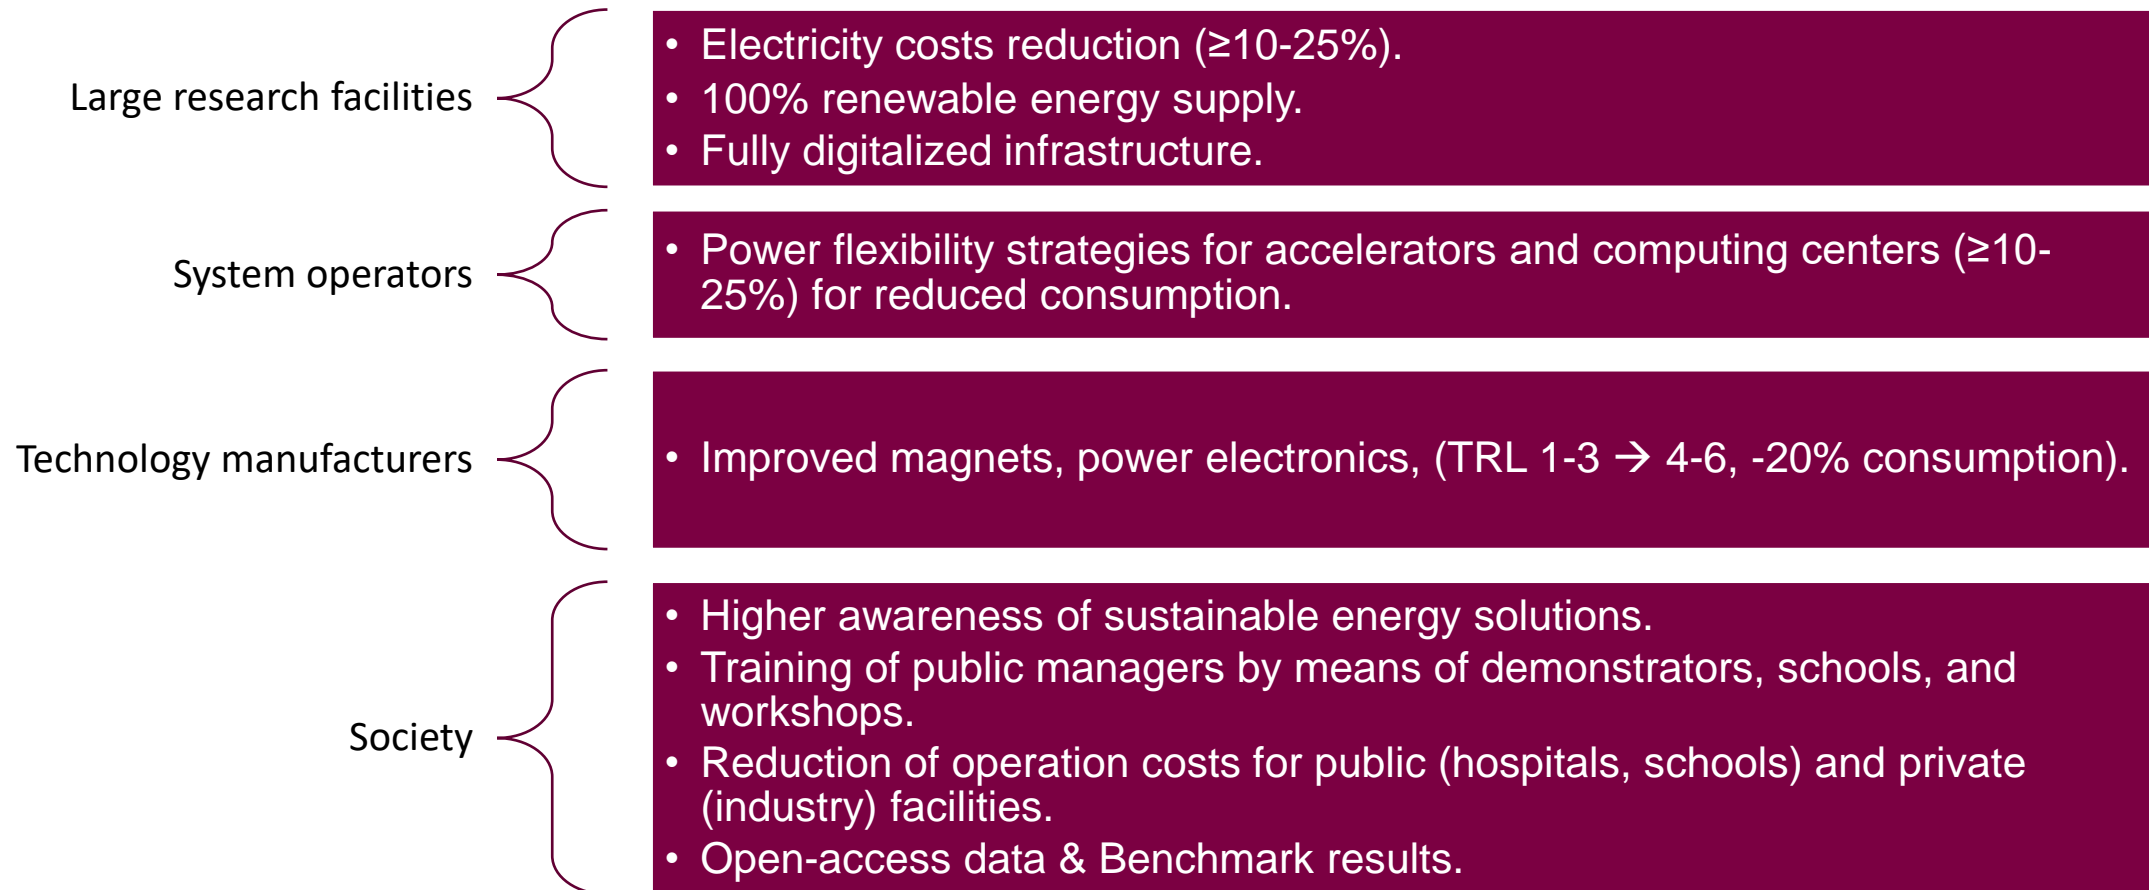 Large research facilities
• Electricity costs reduction (≥10-25%).
• 100% renewable energy supply.
• Fully digitalized infrastructure.
System operators
• Power flexibility strategies for accelerators and computing centers (≥10-
25%) for reduced consumption.
Technology manufacturers
• Improved magnets, power electronics, (TRL 1-3 → 4-6, -20% consumption).
Society
• Higher awareness of sustainable energy solutions.
• Training of public managers by means of demonstrators, schools, and
workshops.
• Reduction of operation costs for public (hospitals, schools) and private
(industry) facilities.
• Open-access data & Benchmark results.